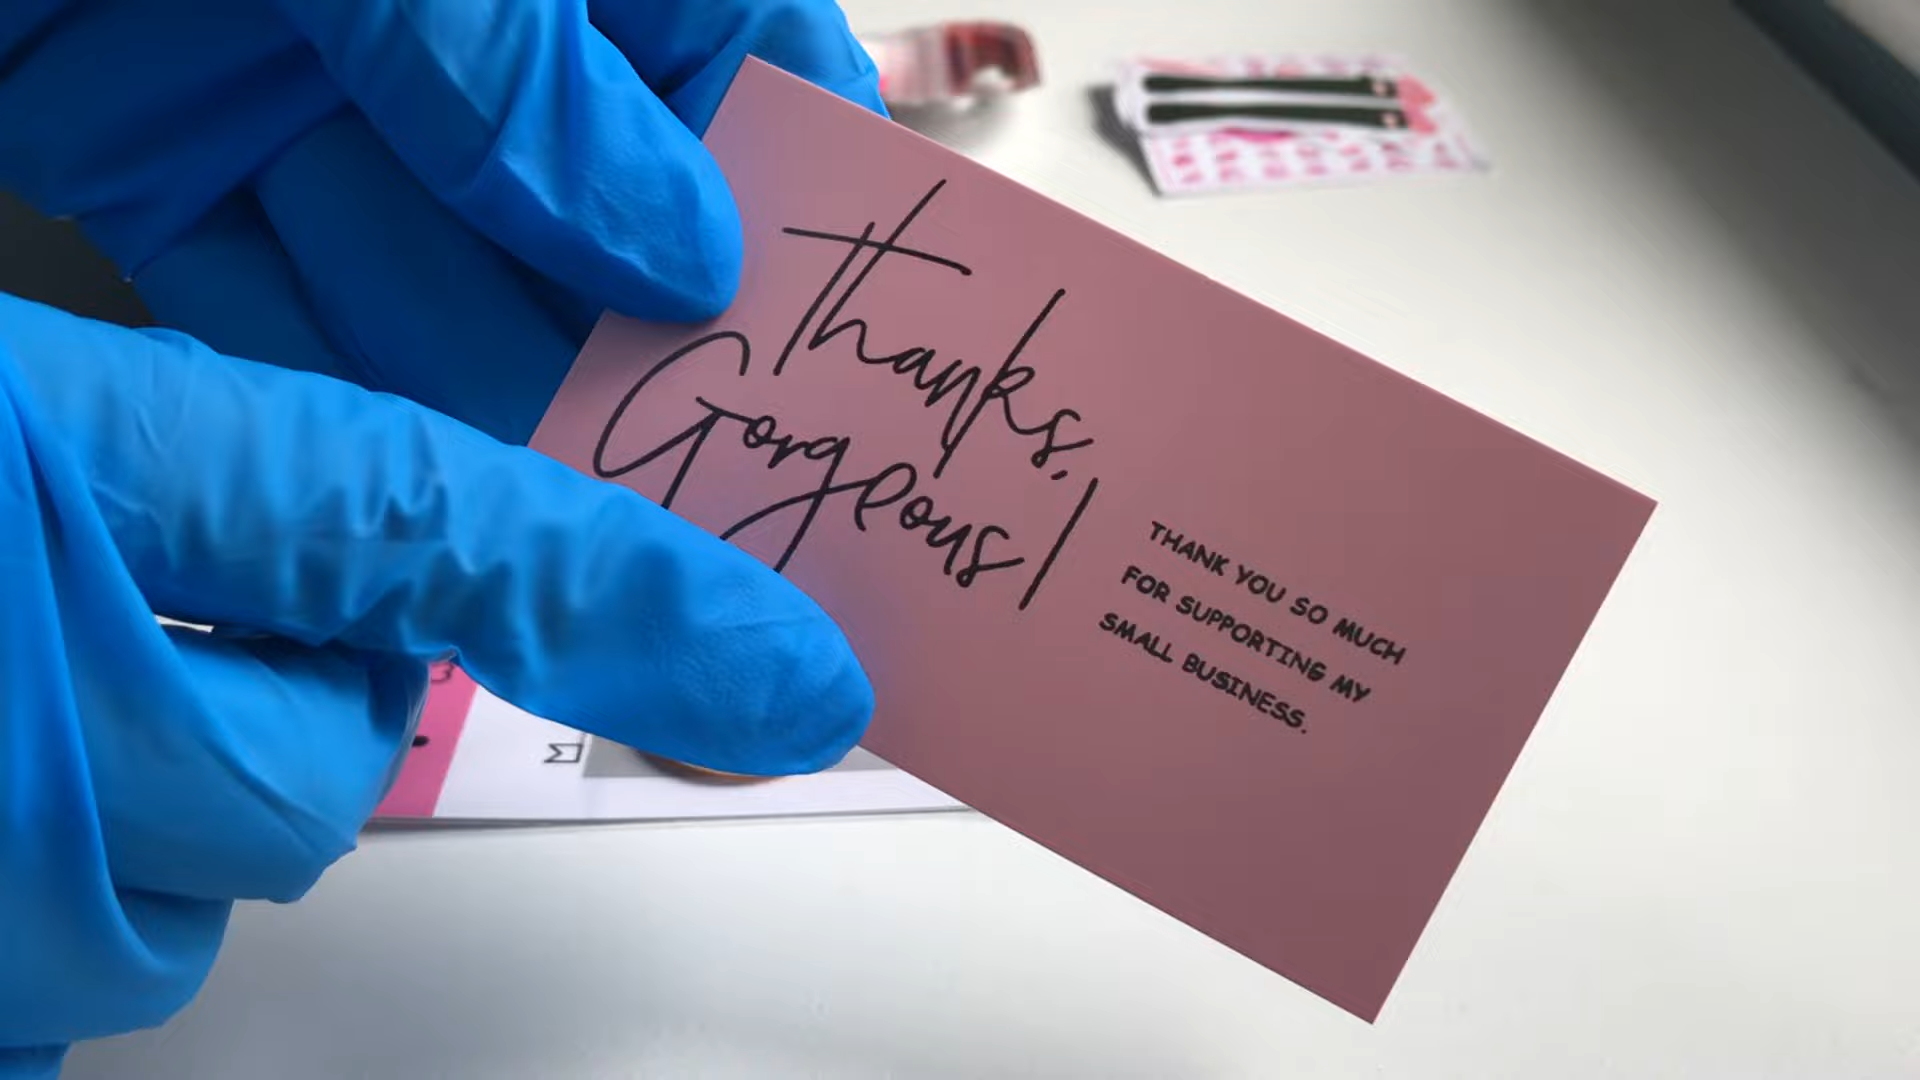 Thanks,
Gorgeous!
THANK YOU SO MUCH
FOR SUPPORTING MY
SMALL BUSINESS.